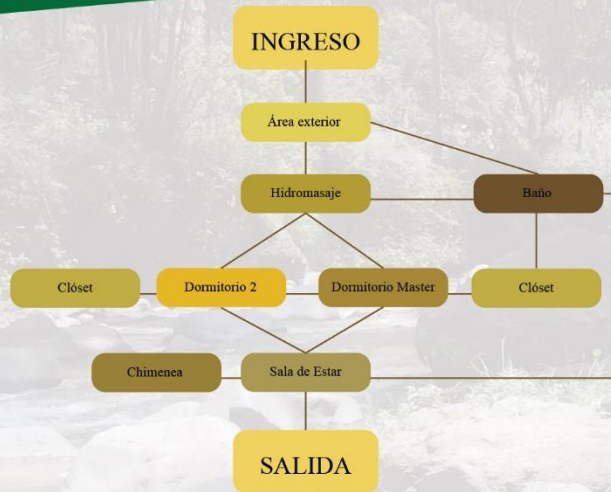 INGRESO
Área exterior
Hidromasaje
Baño
Clóset
Dormitorio 2
Dormitorio Master
Clóset
Chimenea
Sala de Estar
SALIDA